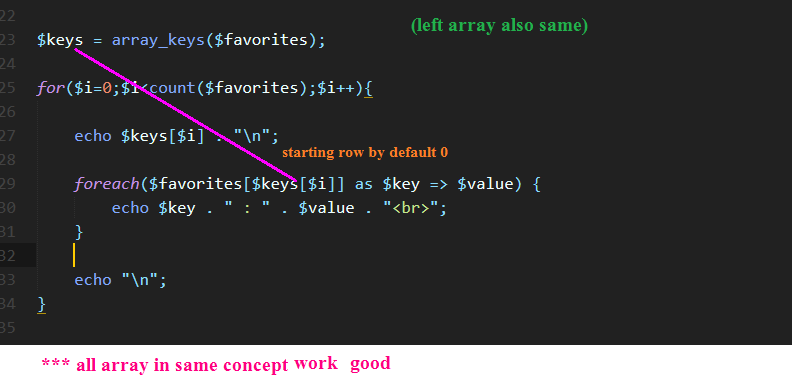 22
(left array also same)
23 $keys = array_keys($favorites);
24
25 for($i=0;$i<count($favorites);$i++){
26
27 echo $keys[$i] . "\n";
28
starting row by default 0
29 foreach($favorites[$keys[$i]] as $key => $value) {
30 echo $key . " : " . $value . "<br>";
31 }
32
33 echo "\n";
34 }
35
*** all array in same concept work good